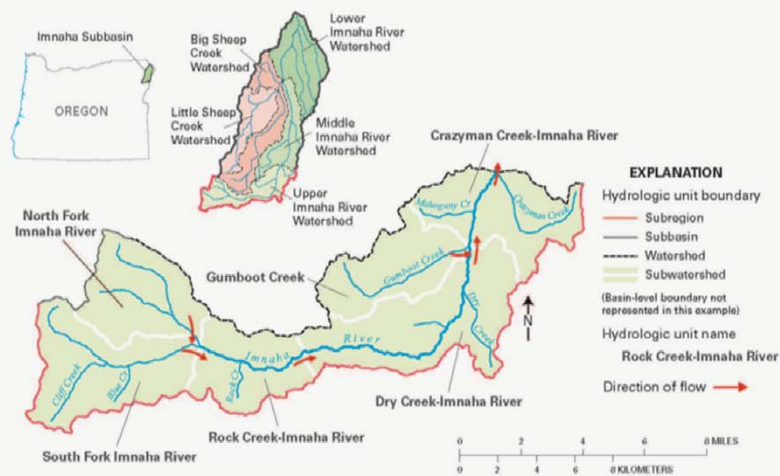 Imnaha Subbasin
OREGON
Big Sheep
Creek
Watershed
Lower
Imnaha River
Watershed
Little Sheep
Creek
Watershed
Middle
Imnaha River
Watershed
Upper
Imnaha River
Watershed
Crazyman Creek-Imnaha River
North Fork
Imnaha River
Gumboot Creek
Mahogany Cr
Crazyman Creek
Gumboot Creek
Dry
Creek
Imnaha River
Cliff Creek
Blue Cr
Rock Cr
N
South Fork Imnaha River
Rock Creek-Imnaha River
Dry Creek-Imnaha River
EXPLANATION
Hydrologic unit boundary
Subregion
Subbasin
Watershed
Subwatershed
(Basin-level boundary not
represented in this example)
Hydrologic unit name
Rock Creek-Imnaha River
Direction of flow
0 2 4 6 8 MILES
0 2 4 6 8 KILOMETERS